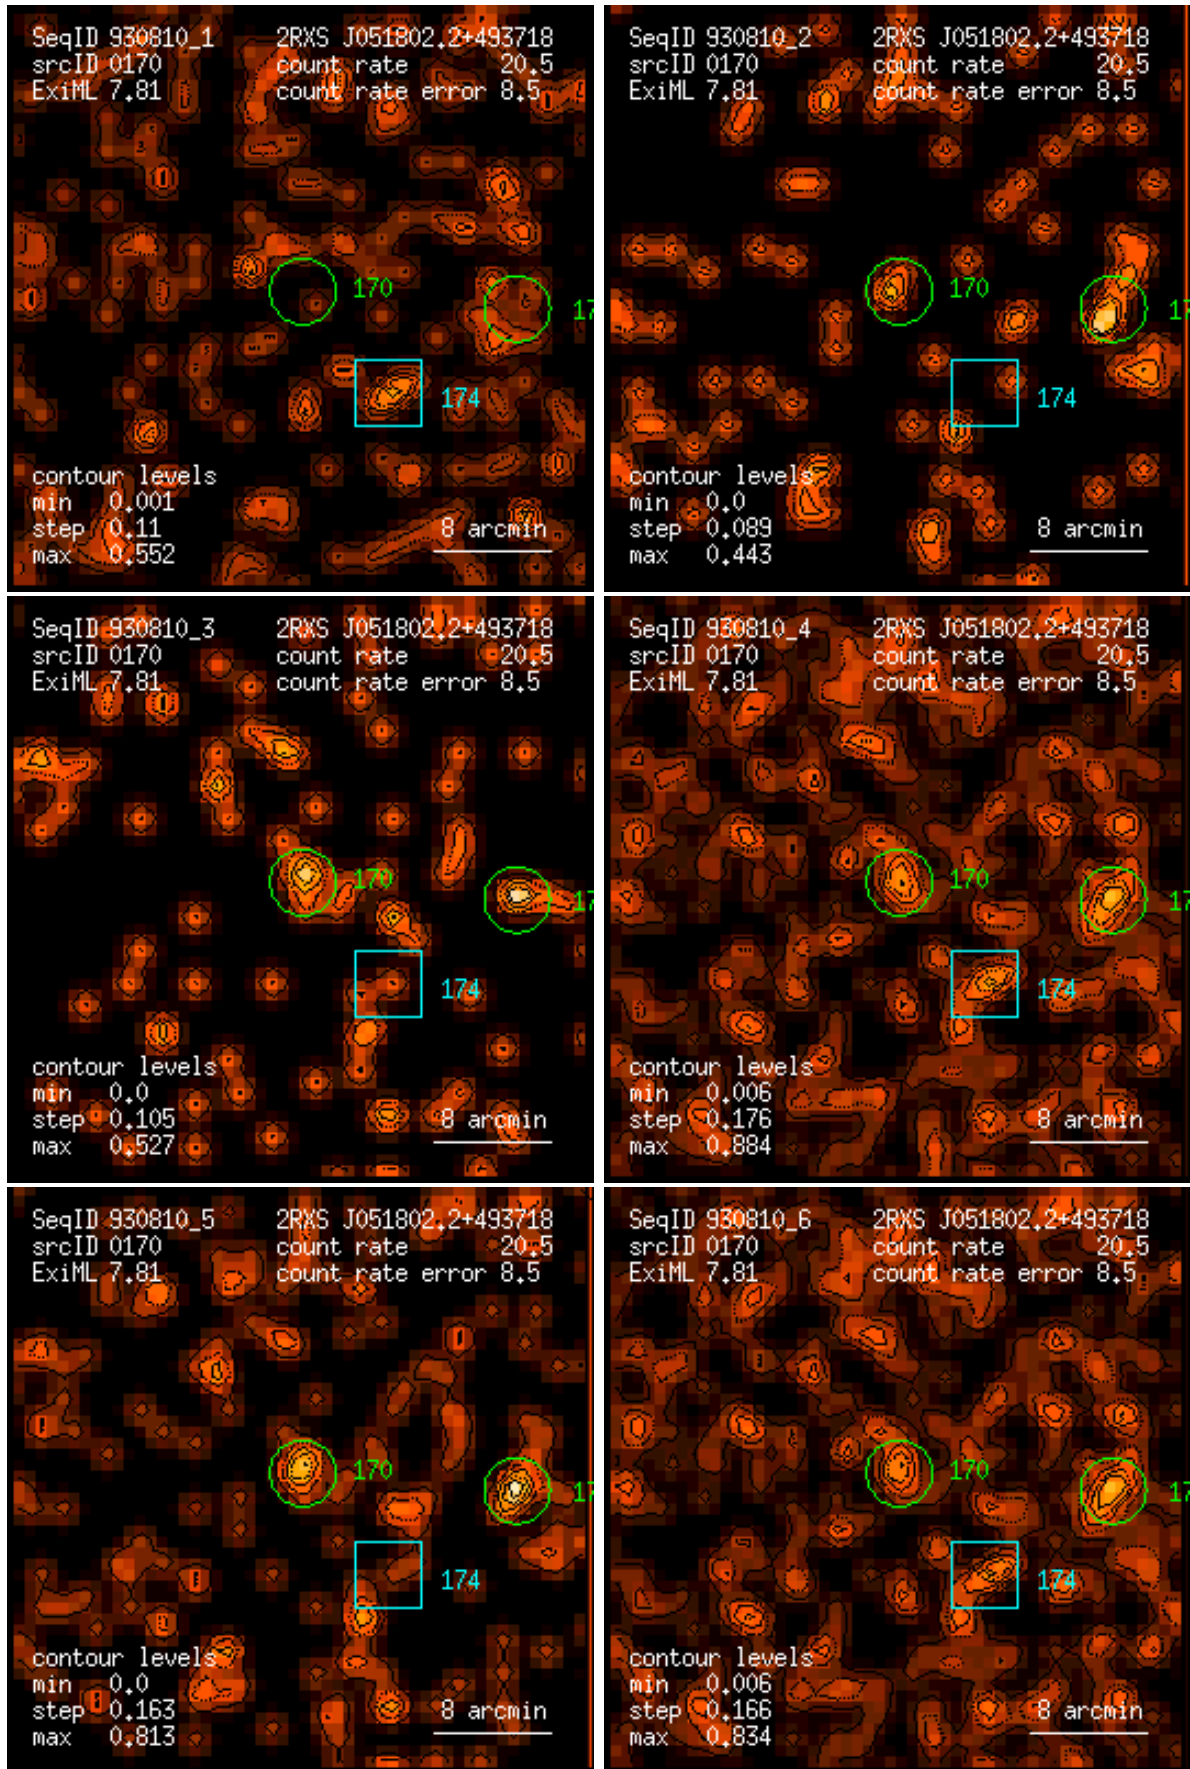 SeqID 930810_1 2RXS J051802.2+493718
srcID 0170 count rate 20.5
ExiML 7.81 count rate error 8.5
170
17
174
contour levels
min 0.001
step 0.11 8 arcmin
max 0.552
SeqID 930810_2 2RXS J051802.2+493718
srcID 0170 count rate 20.5
ExiML 7.81 count rate error 8.5
170
17
174
contour levels
min 0.0
step 0.089 8 arcmin
max 0.443
SeqID 930810_3 2RXS J051802.2+493718
srcID 0170 count rate 20.5
ExiML 7.81 count rate error 8.5
170
17
174
contour levels
min 0.0
step 0.105 8 arcmin
max 0.527
SeqID 930810_4 2RXS J051802.2+493718
srcID 0170 count rate 20.5
ExiML 7.81 count rate error 8.5
170
17
174
contour levels
min 0.006
step 0.176 8 arcmin
max 0.884
SeqID 930810_5 2RXS J051802.2+493718
srcID 0170 count rate 20.5
ExiML 7.81 count rate error 8.5
170
17
174
contour levels
min 0.0
step 0.163 8 arcmin
max 0.813
SeqID 930810_6 2RXS J051802.2+493718
srcID 0170 count rate 20.5
ExiML 7.81 count rate error 8.5
170
17
174
contour levels
min 0.006
step 0.166 8 arcmin
max 0.834